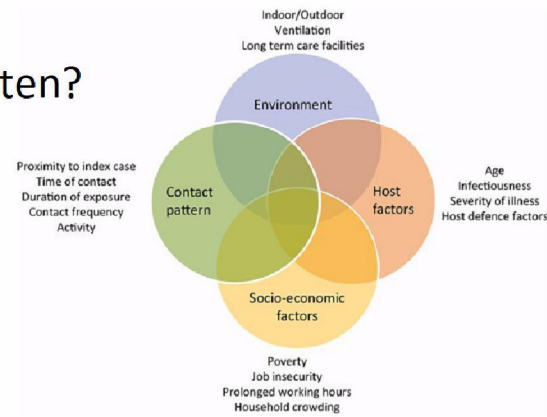 Indoor/Outdoor
Ventilation
Long term care facilities
ten?
Environment
Proximity to index case
Time of contact
Duration of exposure
Contact frequency
Activity
Contact
pattern
Host
factors
Age
Infectiousness
Severity of illness
Host defence factors
Socio-economic
factors
Poverty
Job insecurity
Prolonged working hours
Household crowding